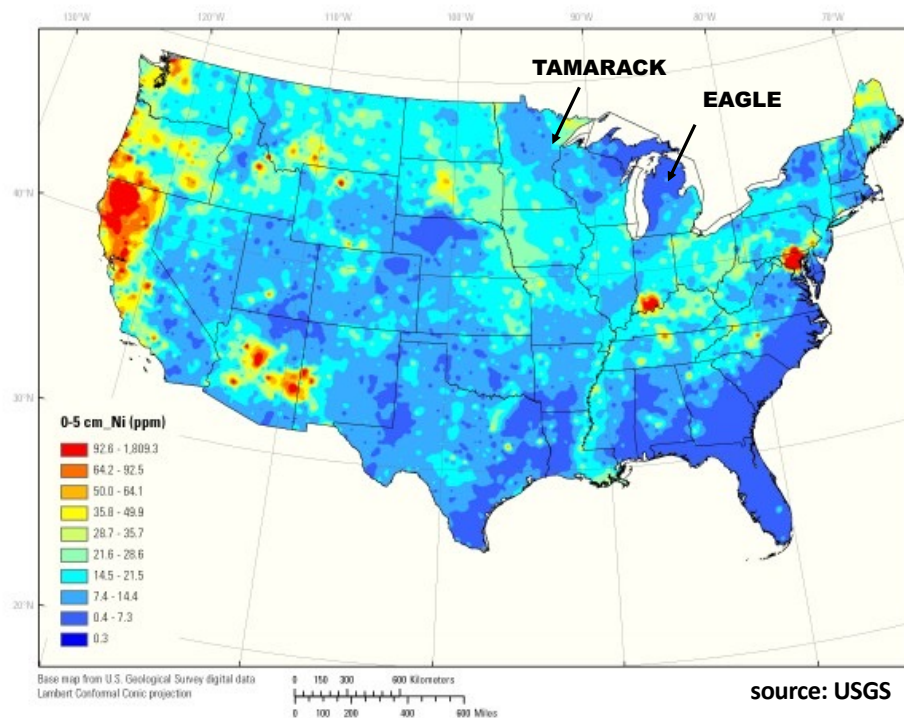 130°W 120°W 110°W 100°W 90°W 80°W 70°W
TAMARACK
EAGLE
40°N
30°N
20°N
0-5 cm_Ni (ppm)
92.6 - 1,809.3
64.2 - 92.5
50.0 - 64.1
35.8 - 49.9
28.7 - 35.7
21.6 - 28.6
14.5 - 21.5
7.4 - 14.4
0.4 - 7.3
0.3
Base map from U.S. Geological Survey digital data
Lambert Conformal Conic projection
0 150 300 600 Kilometers
0 100 200 400 600 Miles
source: USGS